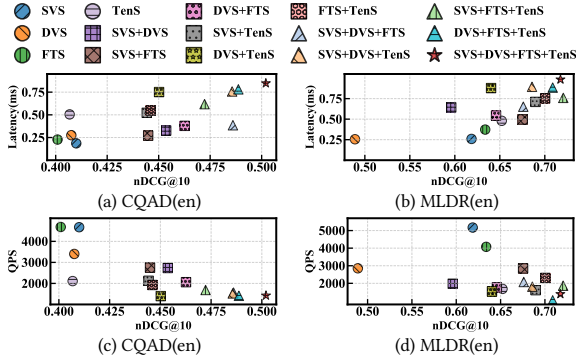 SVS TenS DVS+FTS FTS+TenS SVS+FTS+TenS
DVS SVS+DVS SVS+TenS SVS+DVS+FTS DVS+FTS+TenS
FTS SVS+FTS DVS+TenS SVS+DVS+TenS SVS+DVS+FTS+TenS
Latency(ms)
0.75
0.50
0.25
0.400 0.425 0.450 0.475 0.500
nDCG@10
(a) CQAD(en)
Latency(ms)
0.75
0.50
0.25
0.50 0.55 0.60 0.65 0.70
nDCG@10
(b) MLDR(en)
QPS
4000
3000
2000
0.400 0.425 0.450 0.475 0.500
nDCG@10
(c) CQAD(en)
QPS
5000
4000
3000
2000
0.50 0.55 0.60 0.65 0.70
nDCG@10
(d) MLDR(en)